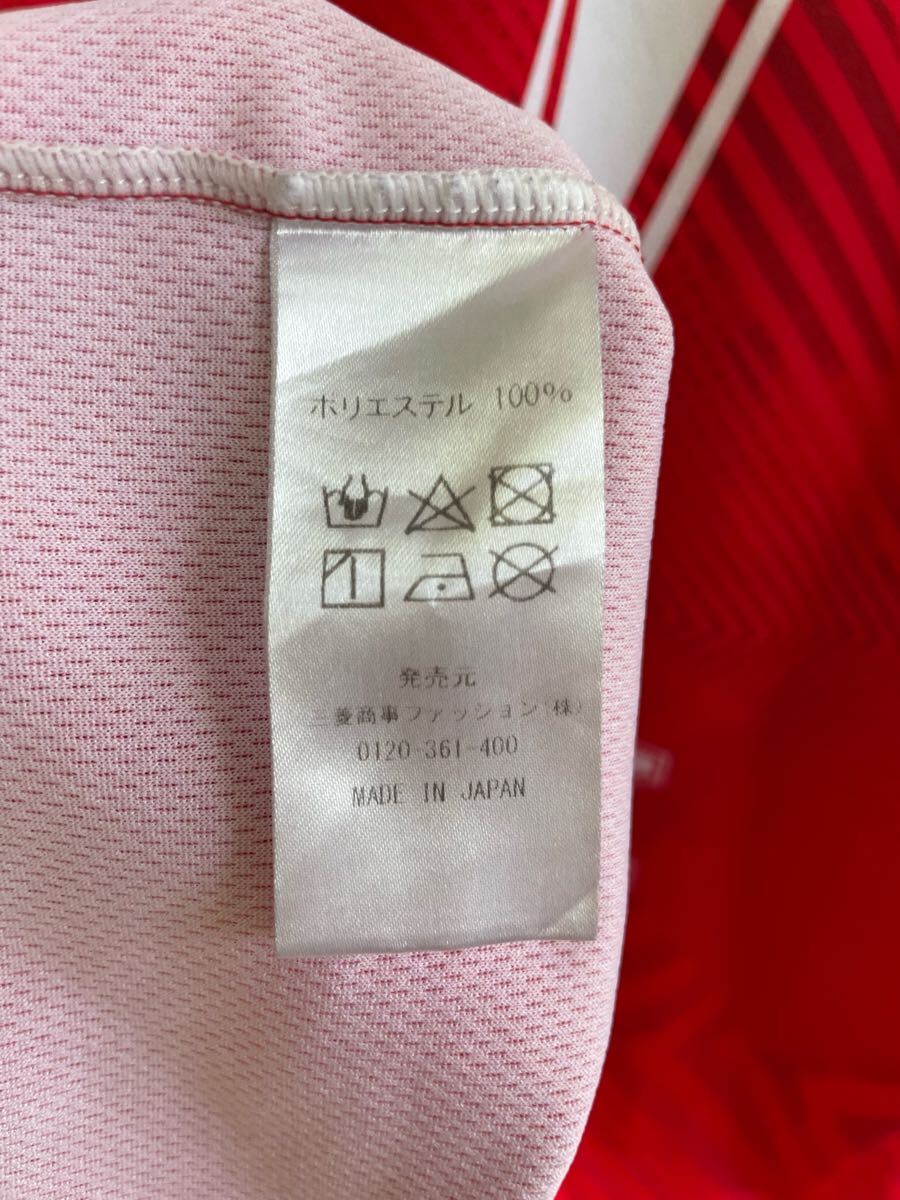 ポリエステル 100%
発売元
三菱商事ファッション(株)
0120-361-400
MADE IN JAPAN